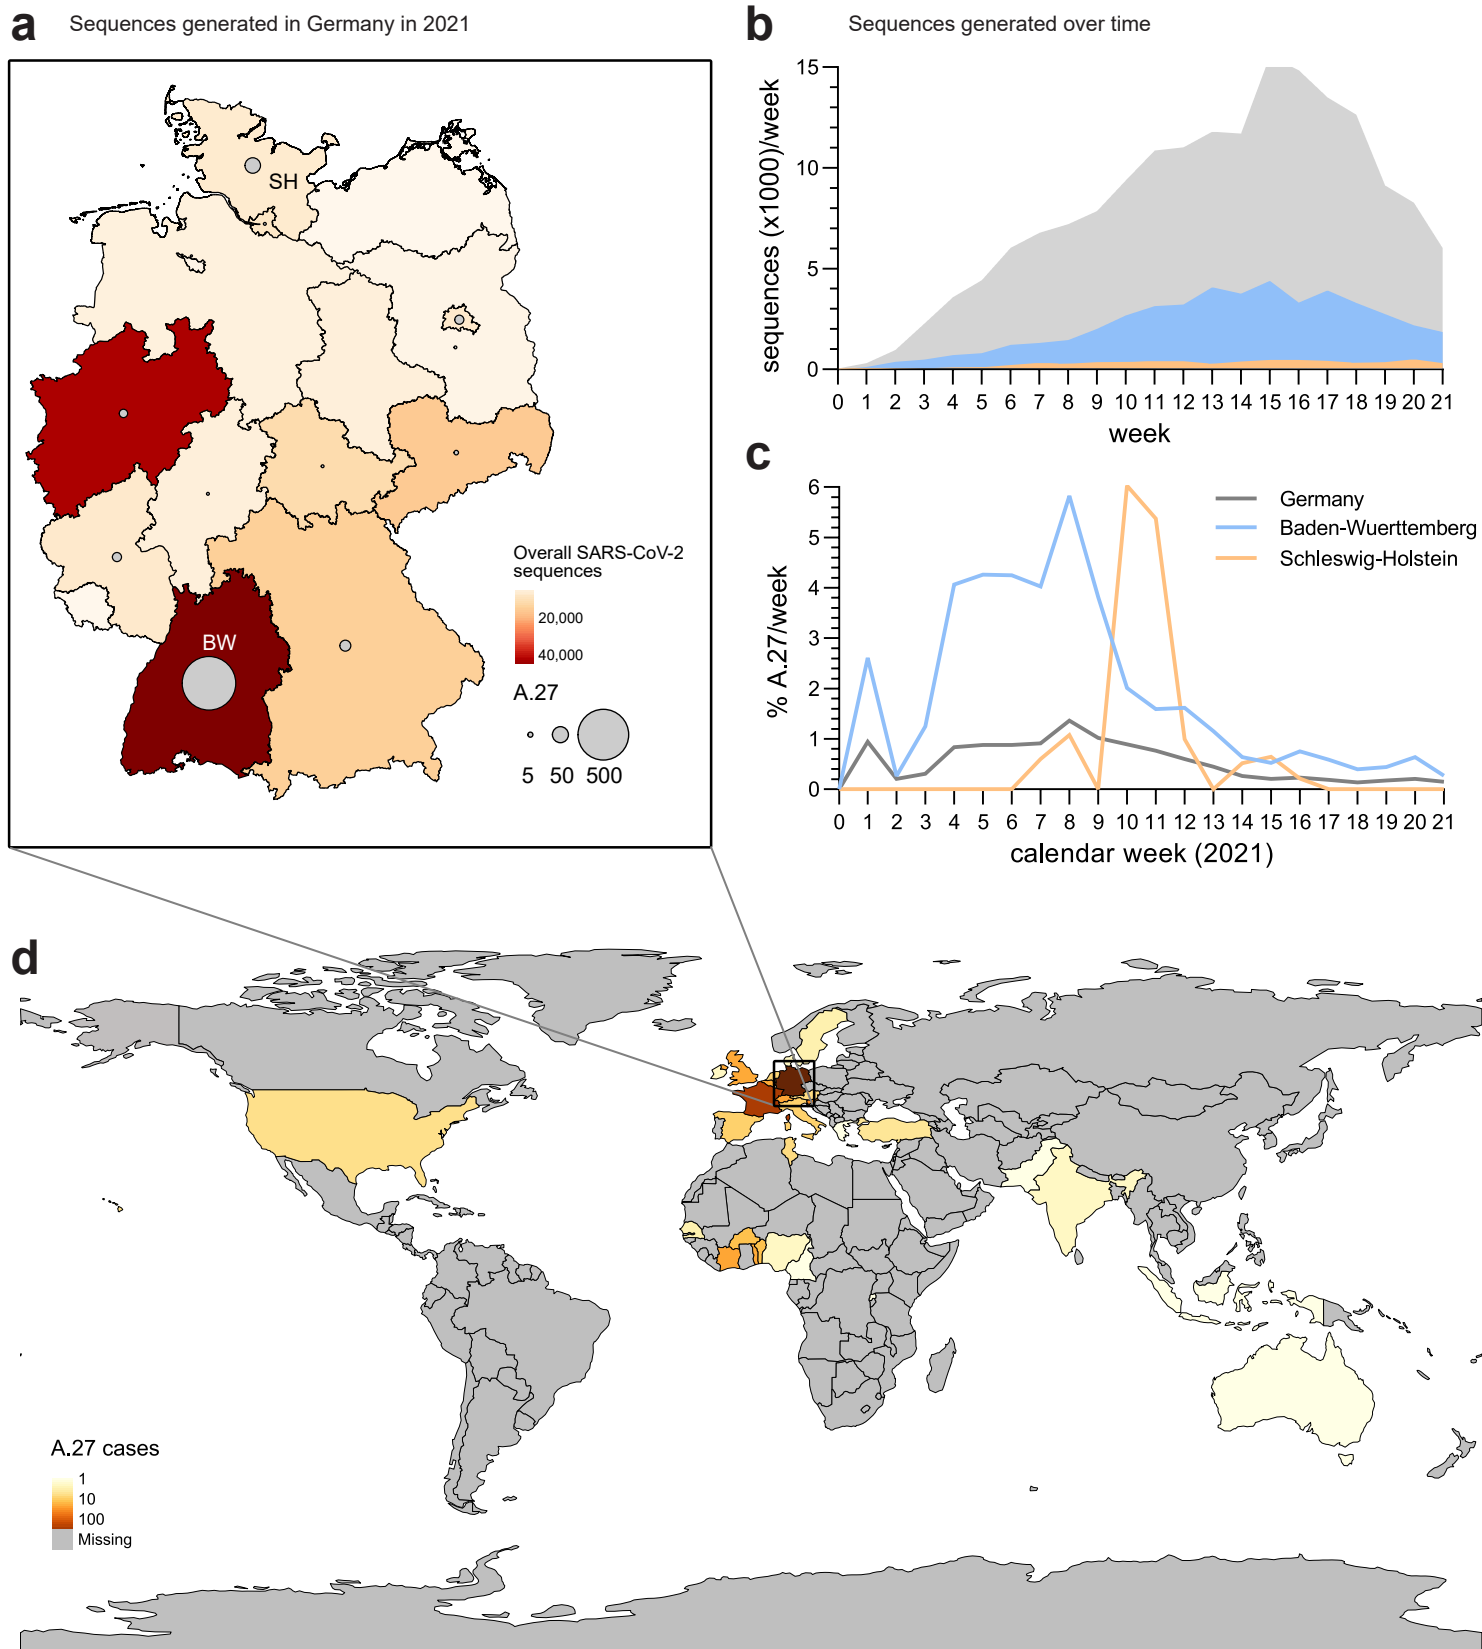 a Sequences generated in Germany in 2021
SH
BW
Overall SARS-CoV-2
sequences
20,000
40,000
A.27
5 50 500
b Sequences generated over time
15
10
5
0
sequences (x1000)/week
0 1 2 3 4 5 6 7 8 9 10 11 12 13 14 15 16 17 18 19 20 21
week
c
6
5
4
3
2
1
0
% A.27/week
Germany
Baden-Wuerttemberg
Schleswig-Holstein
0 1 2 3 4 5 6 7 8 9 10 11 12 13 14 15 16 17 18 19 20 21
calendar week (2021)
d
A.27 cases
1
10
100
Missing